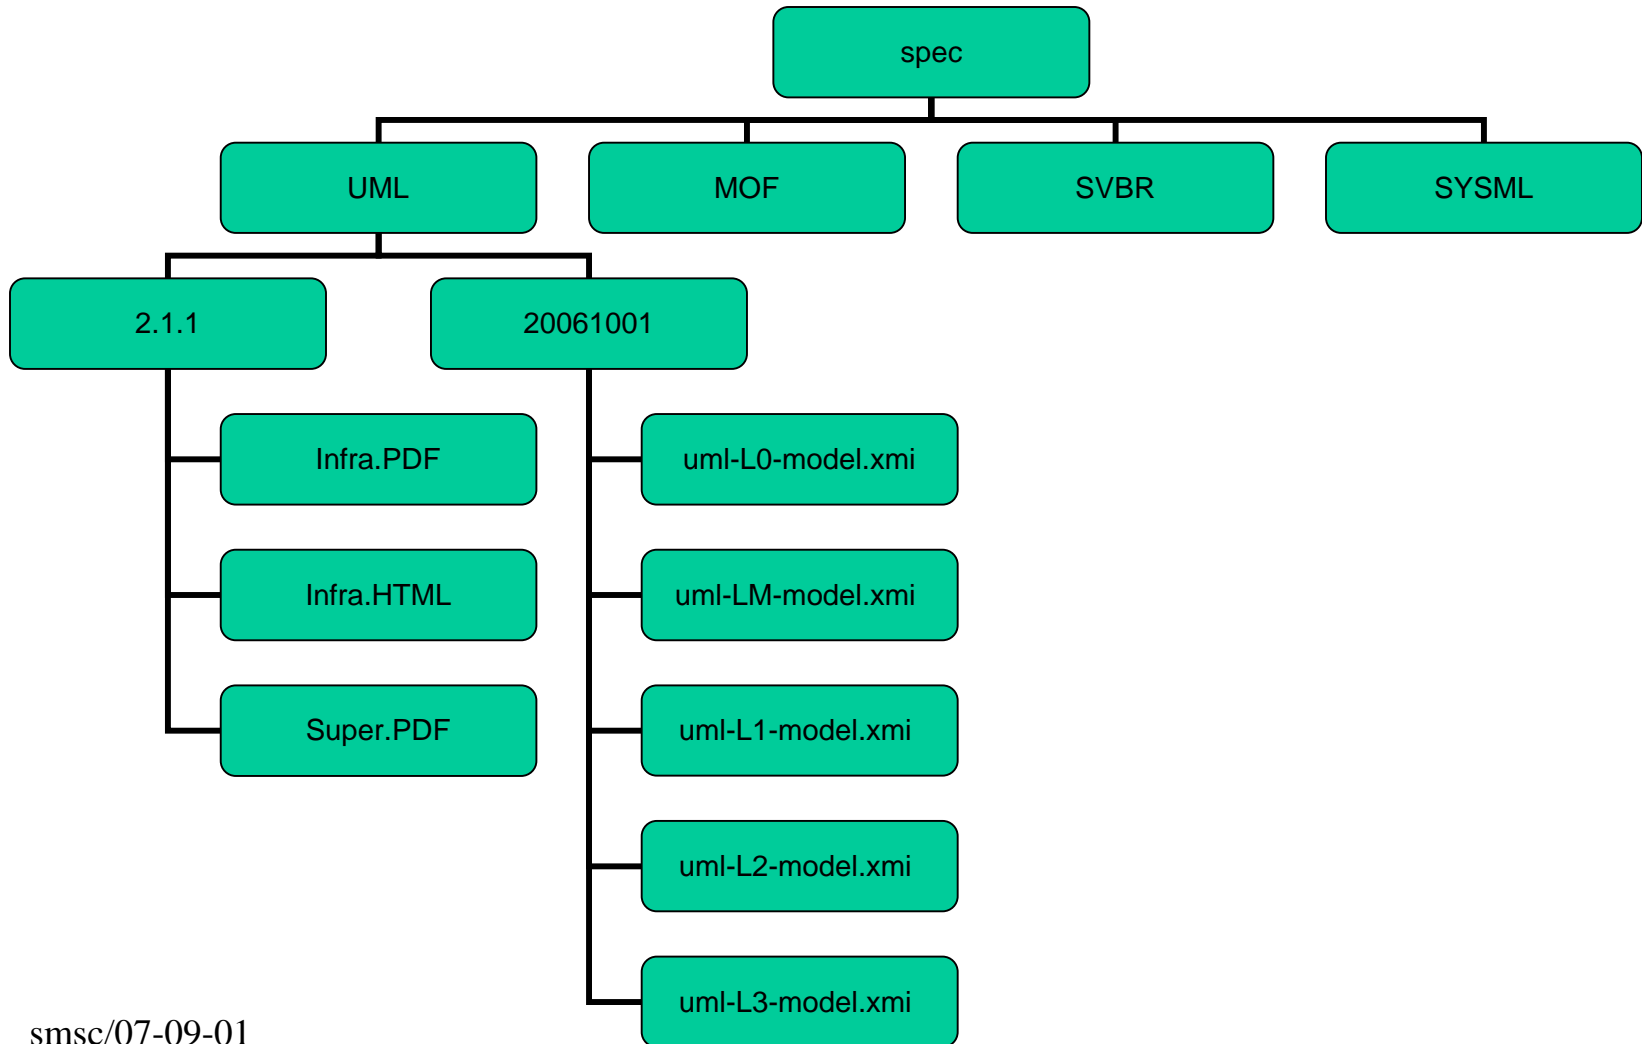 spec
UML
MOF
SVBR
SYSML
2.1.1
20061001
Infra.PDF
uml-L0-model.xmi
Infra.HTML
uml-LM-model.xmi
Super.PDF
uml-L1-model.xmi
uml-L2-model.xmi
uml-L3-model.xmi
smsc/07-09-01